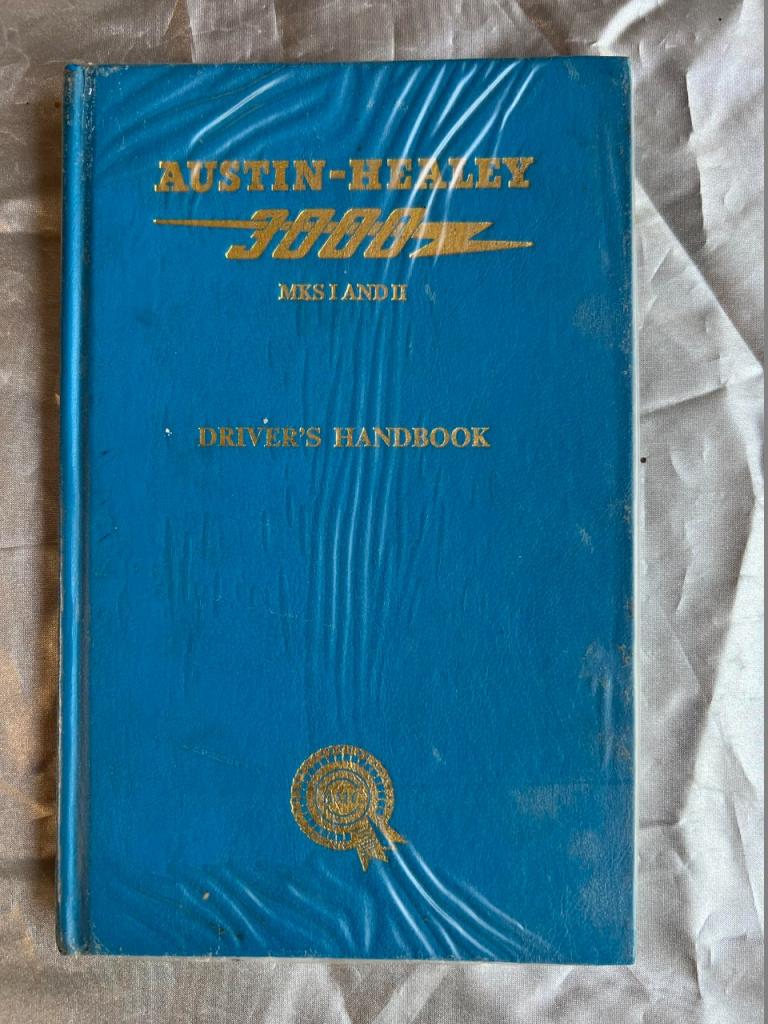 AUSTIN-HEALEY
3000
MKS I AND II
DRIVER'S HANDBOOK